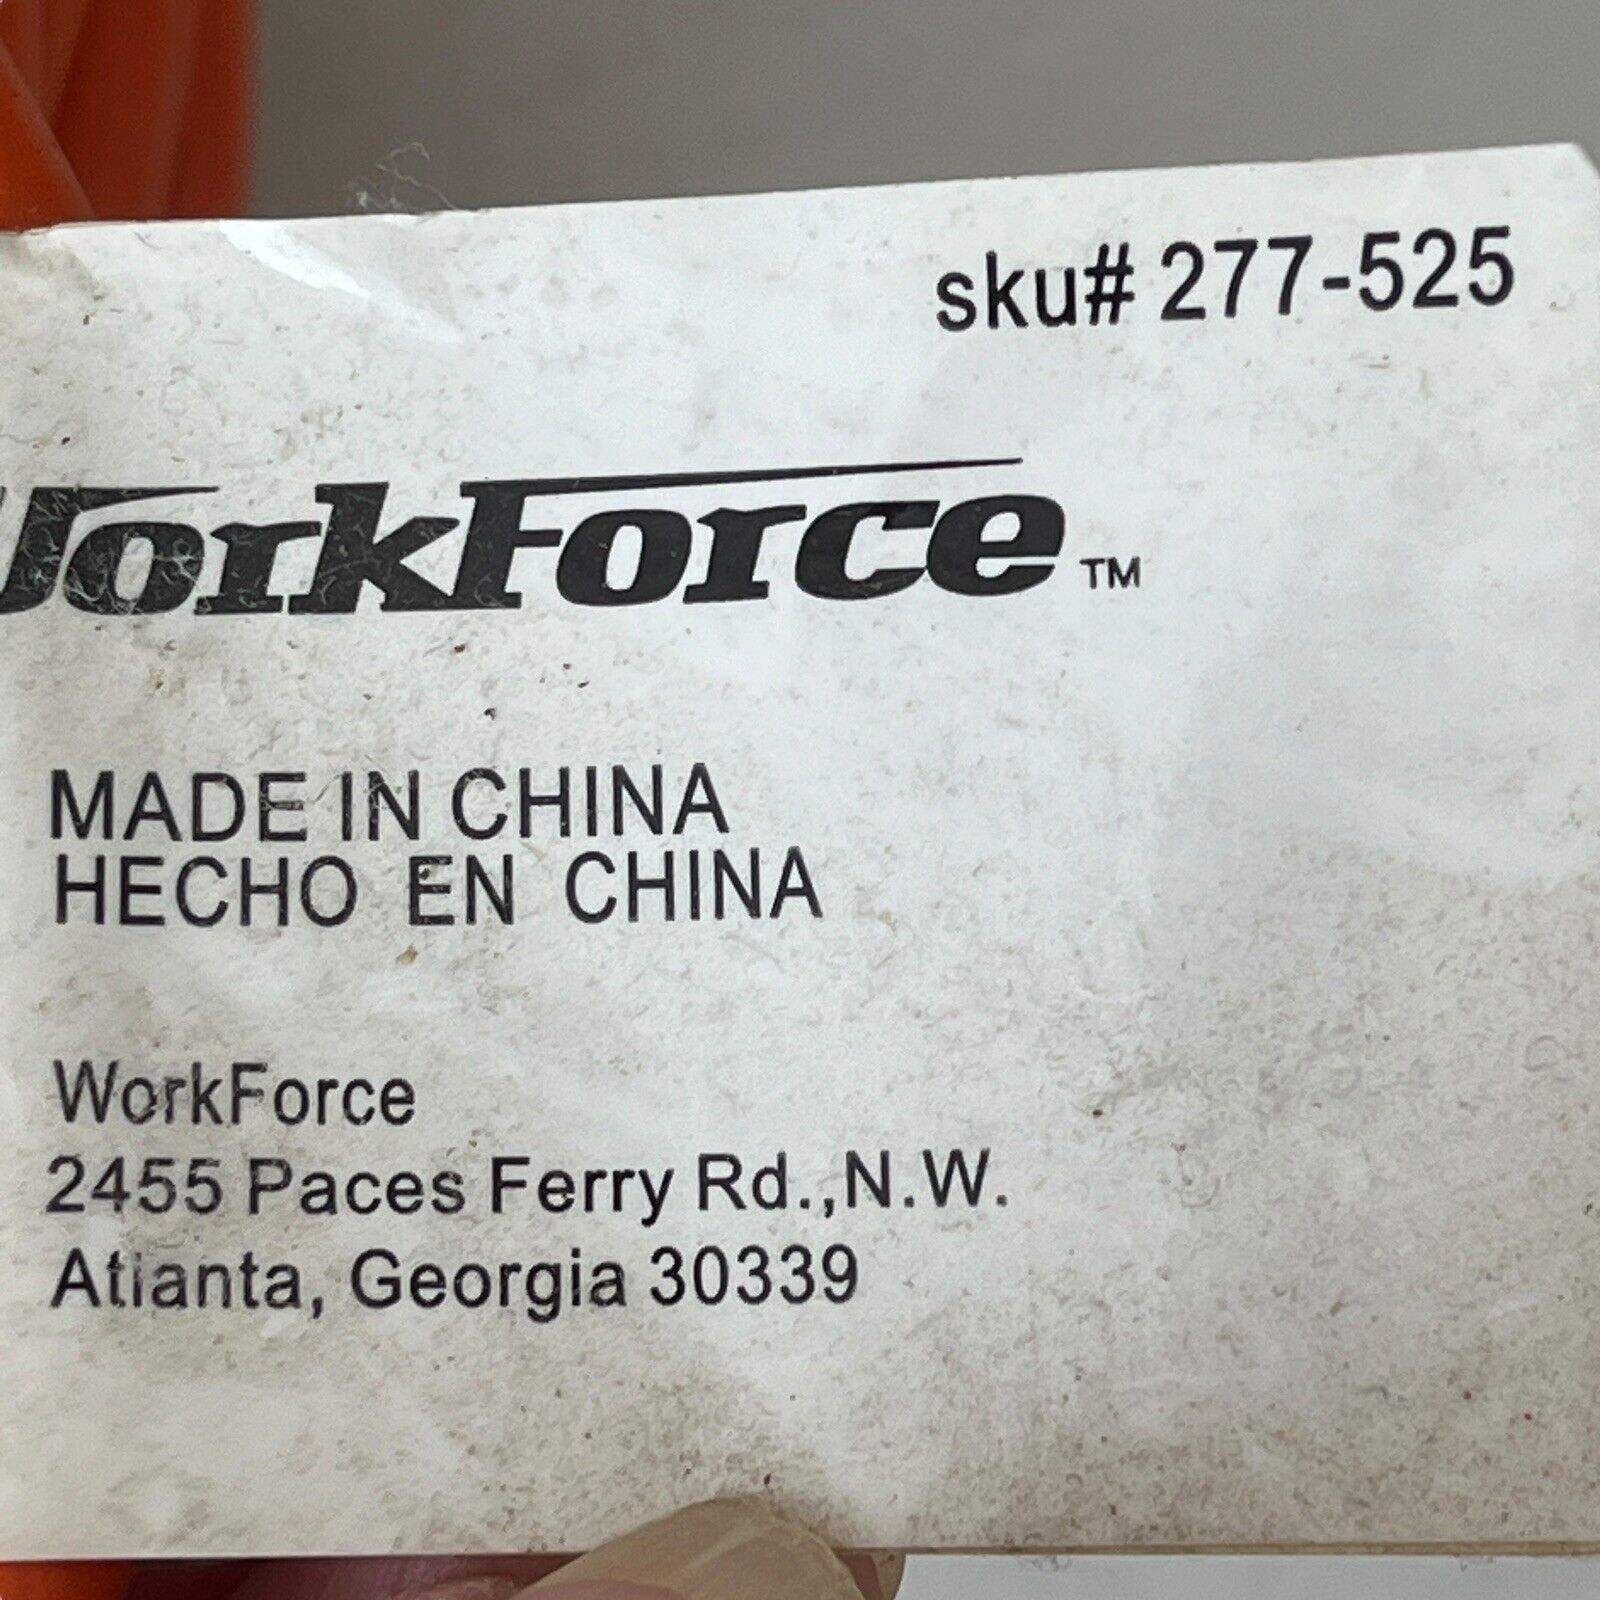 sku# 277-525
WorkForce™
MADE IN CHINA
HECHO EN CHINA
WorkForce
2455 Paces Ferry Rd.,N.W.
Atlanta, Georgia 30339